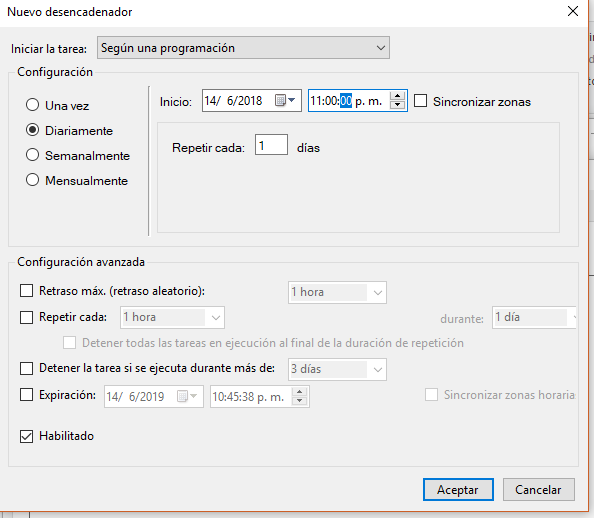 Nuevo desencadenador
Iniciar la tarea: Según una programación
Configuración
Una vez
Diariamente
Semanalmente
Mensualmente
Inicio: 14/ 6/2018 11:00:00 p. m. Sincronizar zonas
Repetir cada: 1 días
Configuración avanzada
Retraso máx. (retraso aleatorio): 1 hora
Repetir cada: 1 hora durante: 1 día
Detener todas las tareas en ejecución al final de la duración de repetición
Detener la tarea si se ejecuta durante más de: 3 días
Expiración: 14/ 6/2019 10:45:38 p. m. Sincronizar zonas horaria
Habilitado
Aceptar Cancelar